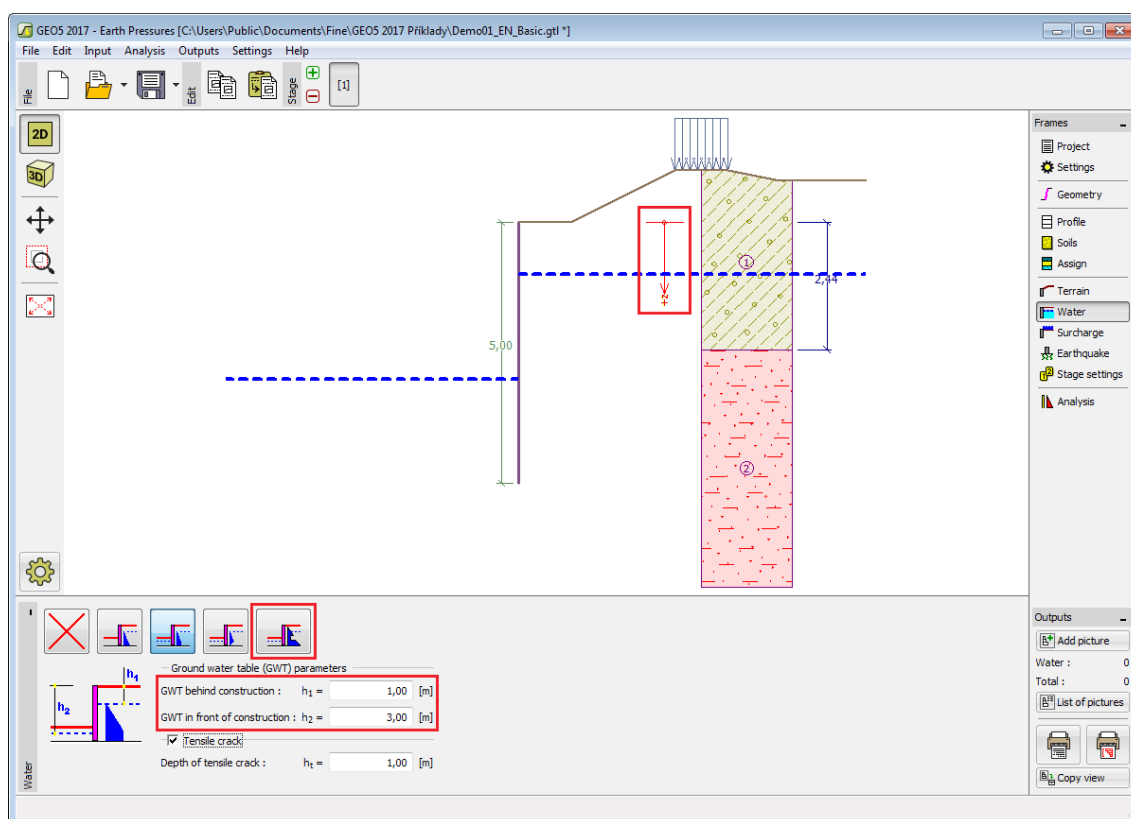 GEO5 2017 - Earth Pressures [C:\Users\Public\Documents\Fine\GEO5 2017 Příklady\Demo01_EN_Basic.gtl *]
File Edit Input Analysis Outputs Settings Help
File
Edit
Stage
[1]
2D
3D
5,00
+z
1
2,44
2
Frames
Project
Settings
Geometry
Profile
Soils
Assign
Terrain
Water
Surcharge
Earthquake
Stage settings
Analysis
Water
h1
h2
Ground water table (GWT) parameters
GWT behind construction : h1 = 1,00 [m]
GWT in front of construction : h2 = 3,00 [m]
Tensile crack
Depth of tensile crack : ht = 1,00 [m]
Outputs
Add picture
Water : 0
Total : 0
List of pictures
Copy view